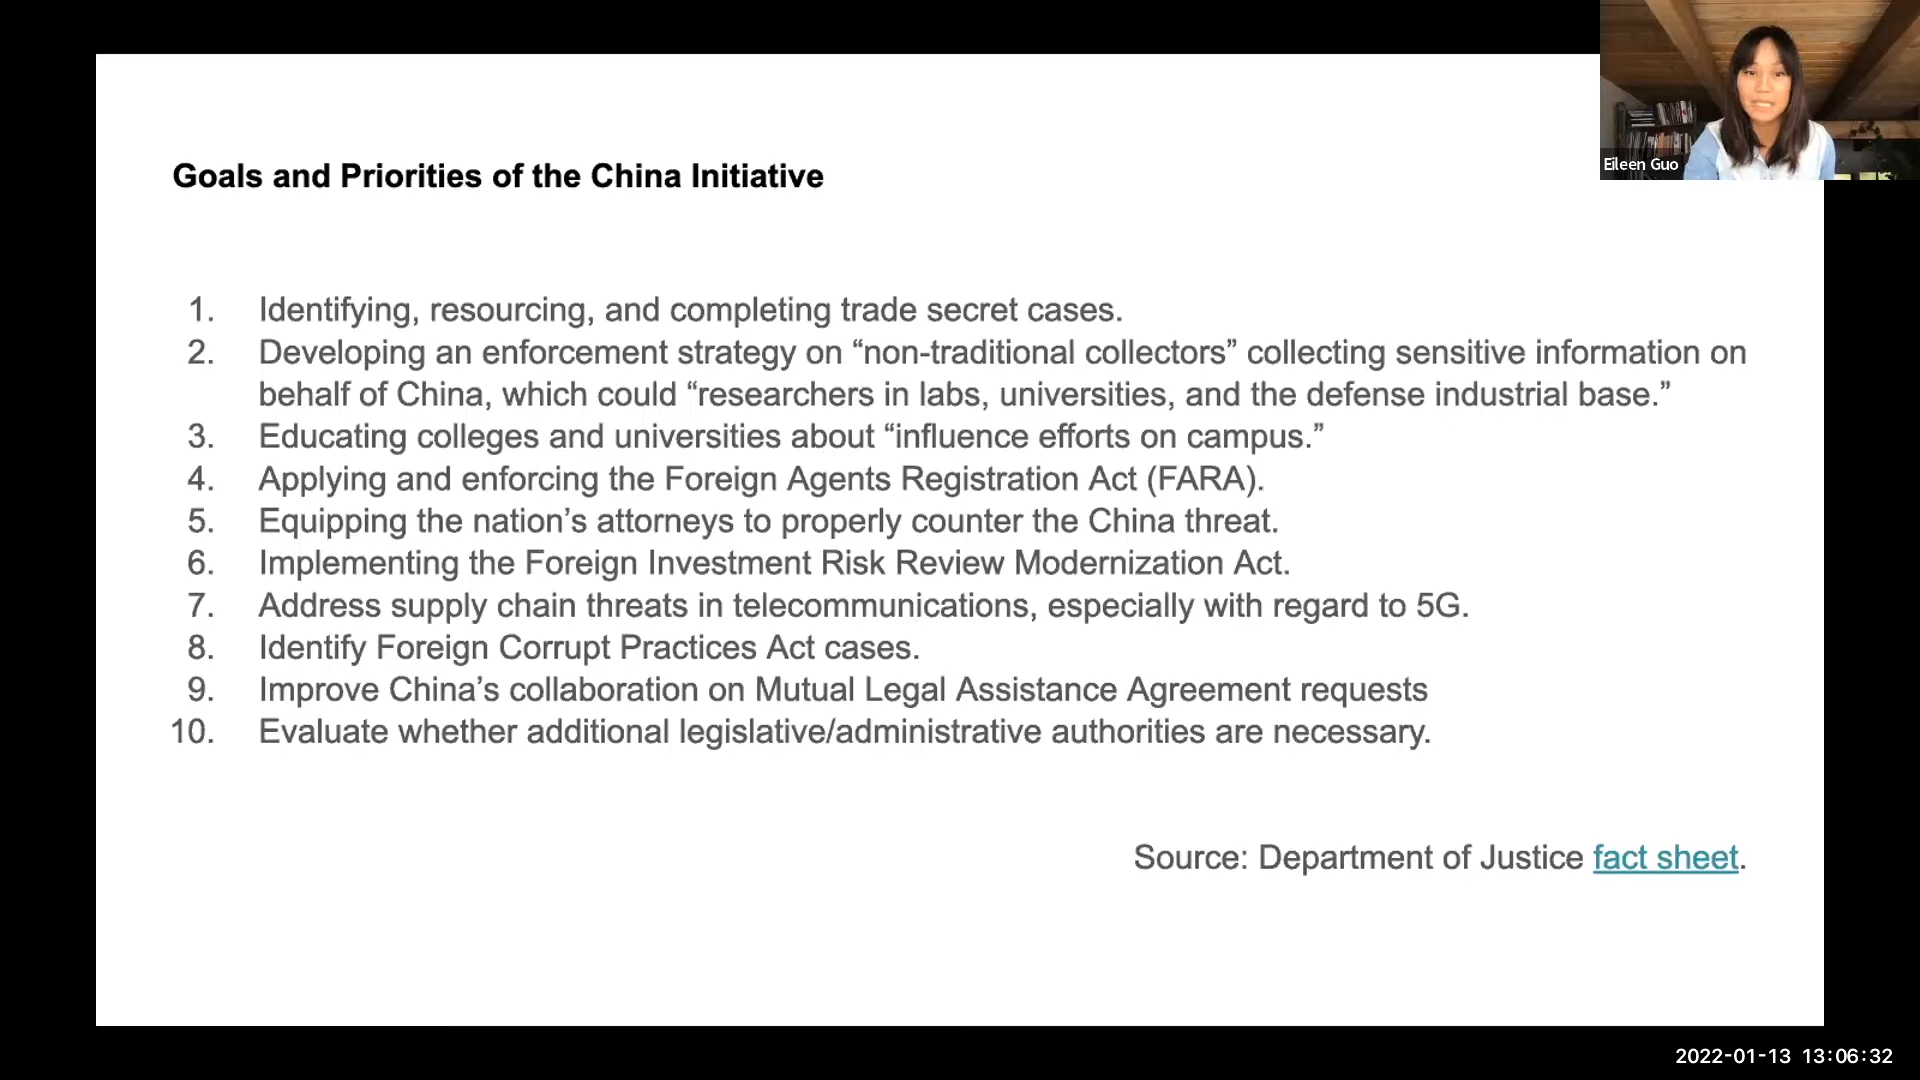 Goals and Priorities of the China Initiative
Eileen Guo
1. Identifying, resourcing, and completing trade secret cases.
2. Developing an enforcement strategy on “non-traditional collectors” collecting sensitive information on
behalf of China, which could “researchers in labs, universities, and the defense industrial base.”
3. Educating colleges and universities about “influence efforts on campus.”
4. Applying and enforcing the Foreign Agents Registration Act (FARA).
5. Equipping the nation’s attorneys to properly counter the China threat.
6. Implementing the Foreign Investment Risk Review Modernization Act.
7. Address supply chain threats in telecommunications, especially with regard to 5G.
8. Identify Foreign Corrupt Practices Act cases.
9. Improve China’s collaboration on Mutual Legal Assistance Agreement requests
10. Evaluate whether additional legislative/administrative authorities are necessary.
Source: Department of Justice fact sheet.
2022-01-13 13:06:32